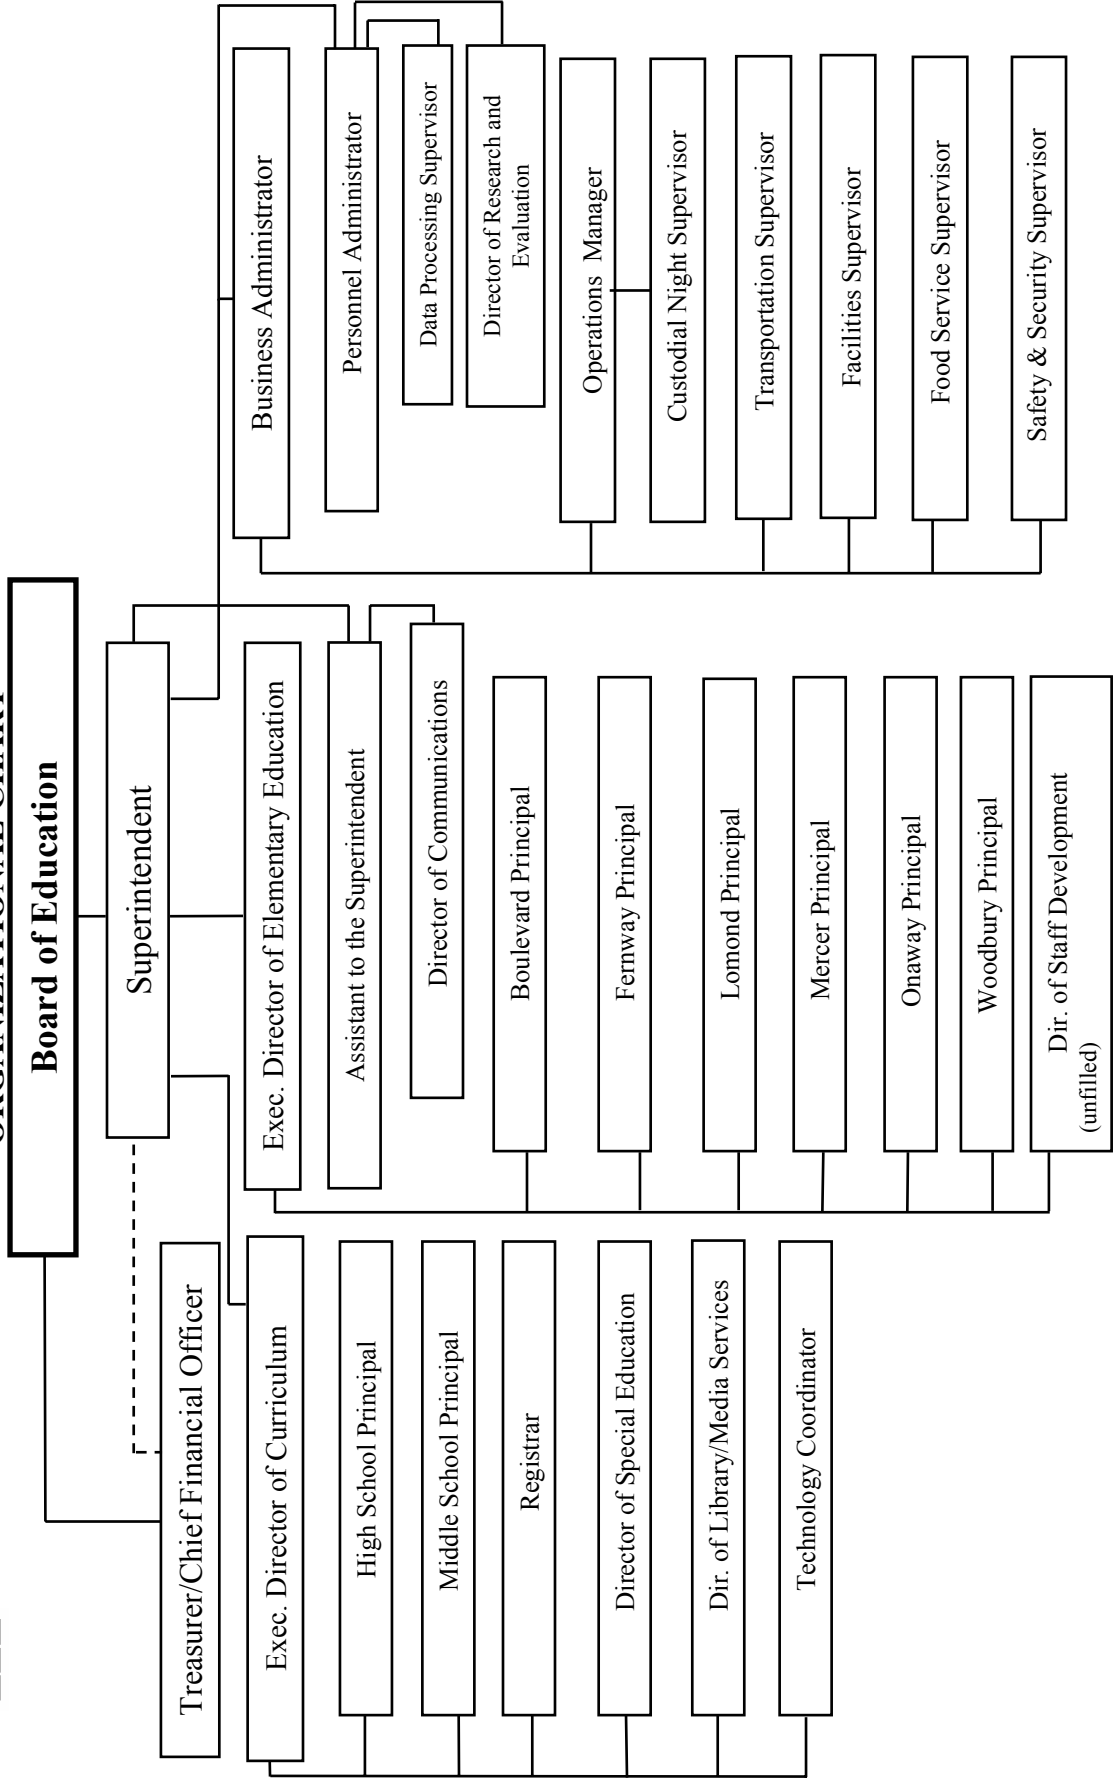 ORGANIZATIONAL CHART
Board of Education
Superintendent
Treasurer/Chief Financial Officer
Exec. Director of Curriculum
High School Principal
Middle School Principal
Registrar
Director of Special Education
Dir. of Library/Media Services
Technology Coordinator
Exec. Director of Elementary Education
Assistant to the Superintendent
Director of Communications
Boulevard Principal
Fernway Principal
Lomond Principal
Mercer Principal
Onaway Principal
Woodbury Principal
Dir. of Staff Development
(unfilled)
Business Administrator
Personnel Administrator
Data Processing Supervisor
Director of Research and
Evaluation
Operations Manager
Custodial Night Supervisor
Transportation Supervisor
Facilities Supervisor
Food Service Supervisor
Safety & Security Supervisor